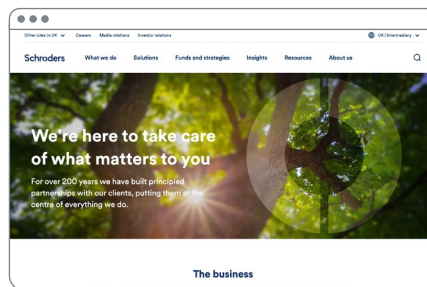 Other sites in UK Careers Media relations Investor relations UK | Intermediary
Schroders What we do Solutions Funds and strategies Insights Resources About us
We're here to take care
of what matters to you
For over 200 years we have built principled
partnerships with our clients, putting them at the
centre of everything we do.
The business